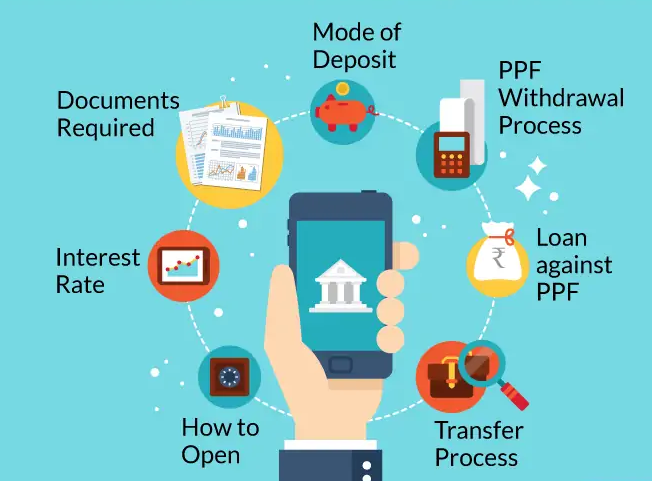 Mode of
Deposit
PPF
Withdrawal
Process
Documents
Required
Loan
against
PPF
Interest
Rate
Transfer
Process
How to
Open
₹